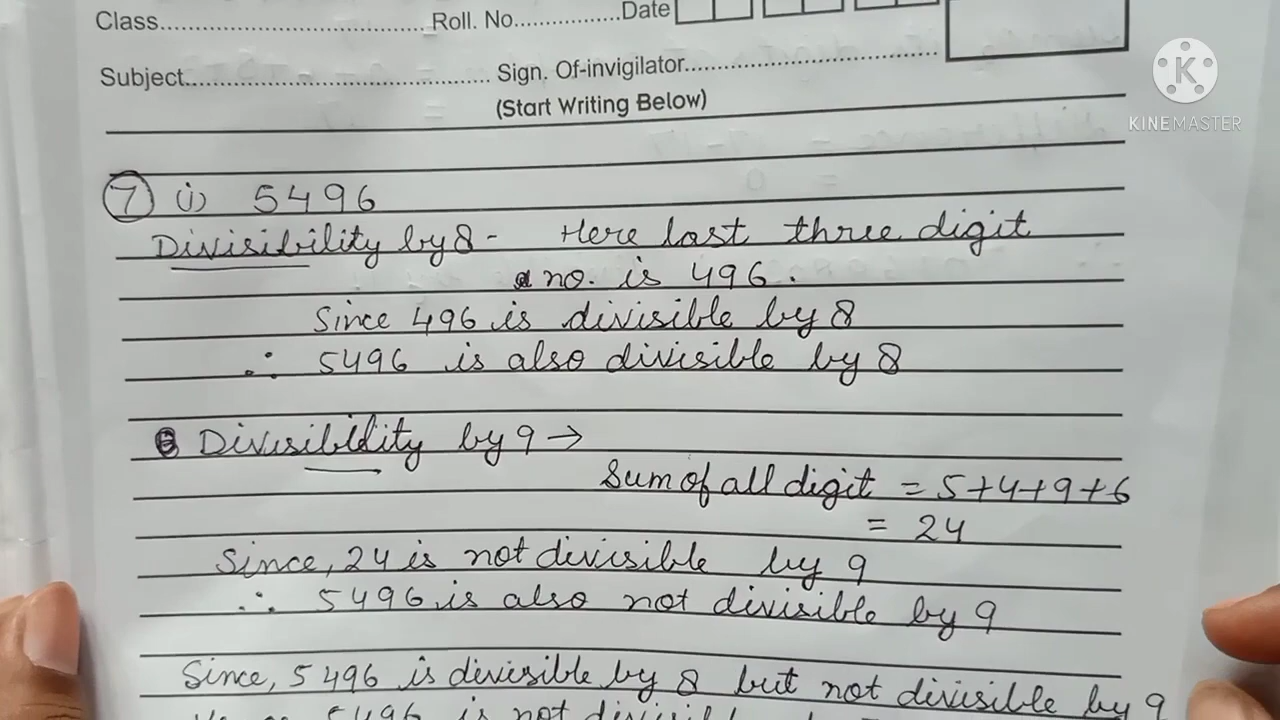 Class.....................................Roll. No.................Date
Subject............................................ Sign. Of-invigilator.......................................
(Start Writing Below)
KINEMASTER
7 (i) 5496
Divisibility by 8 - Here last three digit
no. is 496.
Since 496 is divisible by 8
∴ 5496 is also divisible by 8
Divisibility by 9 →
Sum of all digit = 5+4+9+6
= 24
Since, 24 is not divisible by 9
∴ 5496 is also not divisible by 9
Since, 5496 is divisible by 8 but not divisible by 9
5496 is not